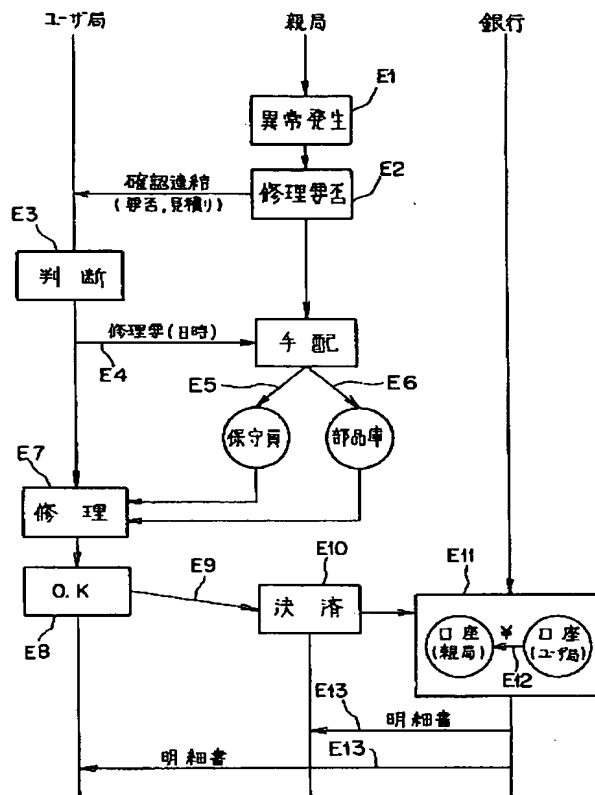 ユーザ局
親局
銀行
E1
異常発生
E2
修理要否
確認連絡
(要否,見積り)
E3
判断
修理要(日時)
E4
手配
E5
E6
保守員
部品庫
E7
修理
O.K
E8
E9
E10
決済
E11
口座
(親局)
¥
口座
(ユーザ局)
E12
E13
明細書
明細書
E13